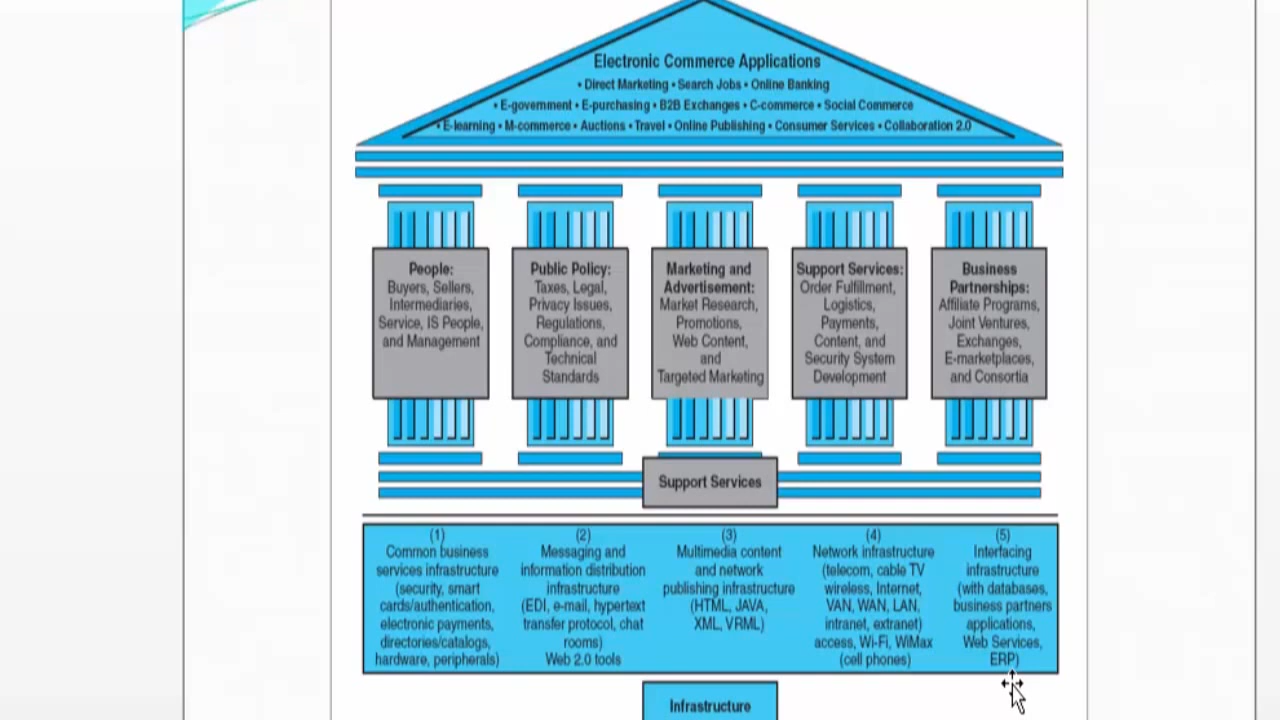 Electronic Commerce Applications
• Direct Marketing • Search Jobs • Online Banking
• E-government • E-purchasing • B2B Exchanges • C-commerce • Social Commerce
• E-learning • M-commerce • Auctions • Travel • Online Publishing • Consumer Services • Collaboration 2.0
People:
Buyers, Sellers,
Intermediaries,
Service, IS People,
and Management
Public Policy:
Taxes, Legal,
Privacy Issues,
Regulations,
Compliance, and
Technical
Standards
Marketing and
Advertisement:
Market Research,
Promotions,
Web Content,
and
Targeted Marketing
Support Services:
Order Fulfillment,
Logistics,
Payments,
Content, and
Security System
Development
Business
Partnerships:
Affiliate Programs,
Joint Ventures,
Exchanges,
E-marketplaces,
and Consortia
Support Services
(1)
Common business
services infrastructure
(security, smart
cards/authentication,
electronic payments,
directories/catalogs,
hardware, peripherals)
(2)
Messaging and
information distribution
infrastructure
(EDI, e-mail, hypertext
transfer protocol, chat
rooms)
Web 2.0 tools
(3)
Multimedia content
and network
publishing infrastructure
(HTML, JAVA,
XML, VRML)
(4)
Network infrastructure
(telecom, cable TV
wireless, Internet,
VAN, WAN, LAN,
intranet, extranet)
access, Wi-Fi, WiMax
(cell phones)
(5)
Interfacing
infrastructure
(with databases,
business partners
applications,
Web Services,
ERP)
Infrastructure